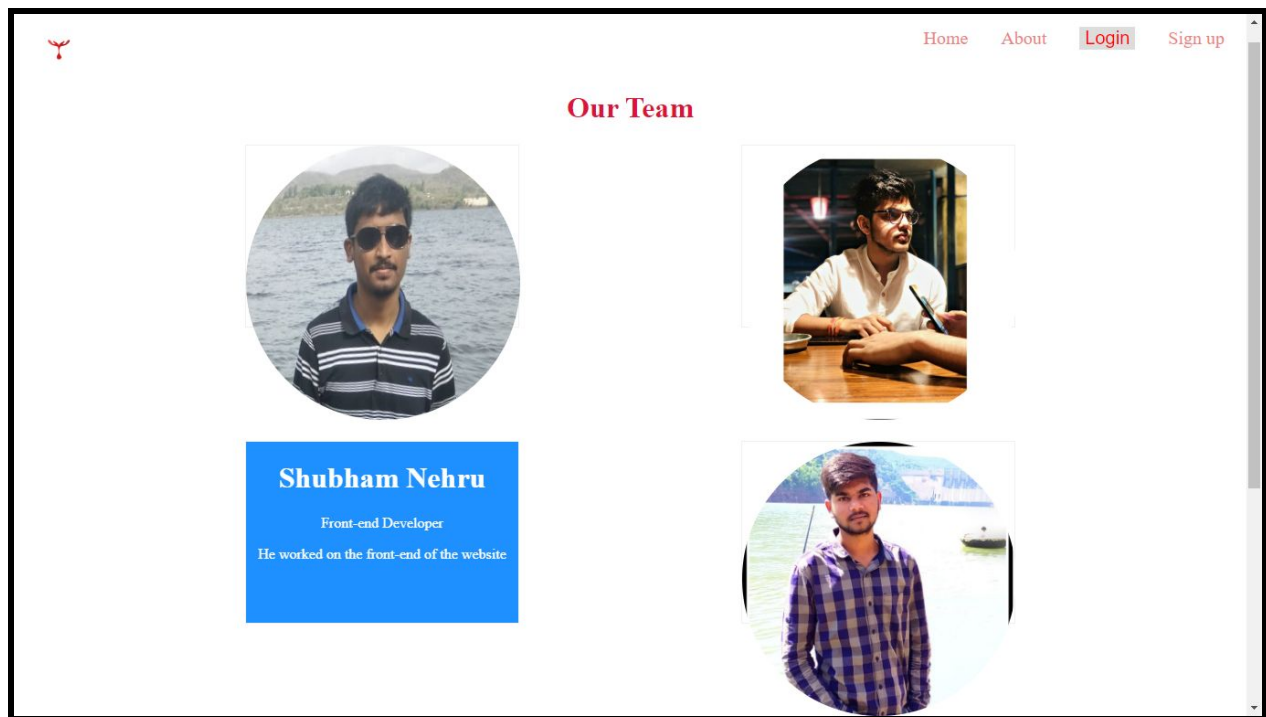 Home About Login Sign up
Our Team
Shubham Nehru
Front-end Developer
He worked on the front-end of the website